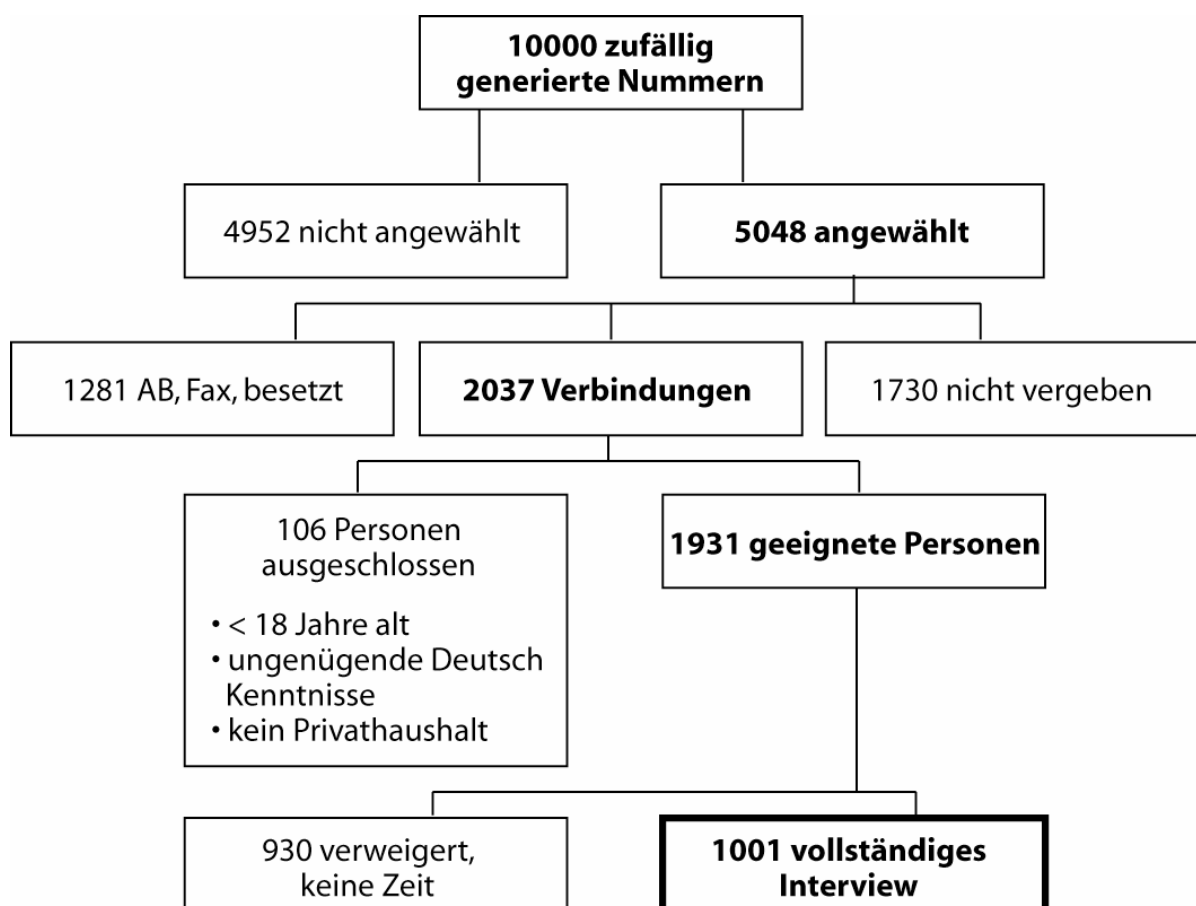 10000 zufällig
generierte Nummern
4952 nicht angewählt
5048 angewählt
1281 AB, Fax, besetzt
2037 Verbindungen
1730 nicht vergeben
106 Personen
ausgeschlossen
• < 18 Jahre alt
• ungenügende Deutsch
Kenntnisse
• kein Privathaushalt
1931 geeignete Personen
930 verweigert,
keine Zeit
1001 vollständiges
Interview